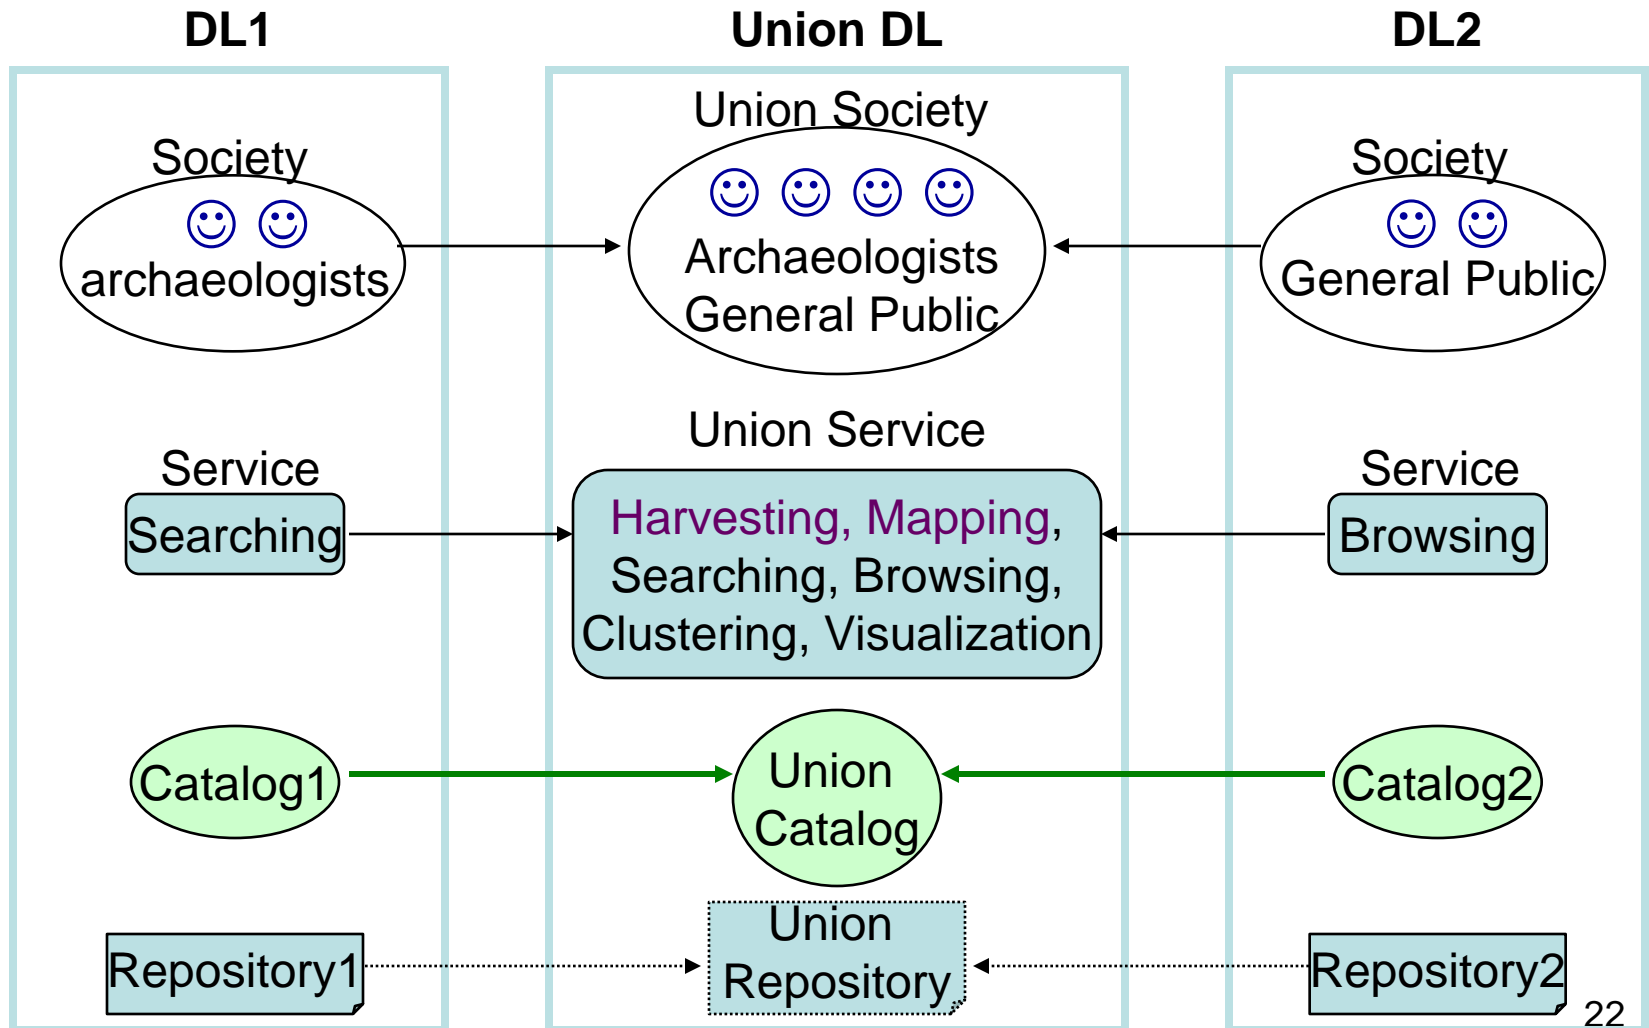 DL1
Union DL
DL2
Society
archaeologists
Union Society
Archaeologists
General Public
Society
General Public
Service
Searching
Union Service
Harvesting, Mapping,
Searching, Browsing,
Clustering, Visualization
Service
Browsing
Catalog1
Union
Catalog
Catalog2
Repository1
Union
Repository
Repository2
22